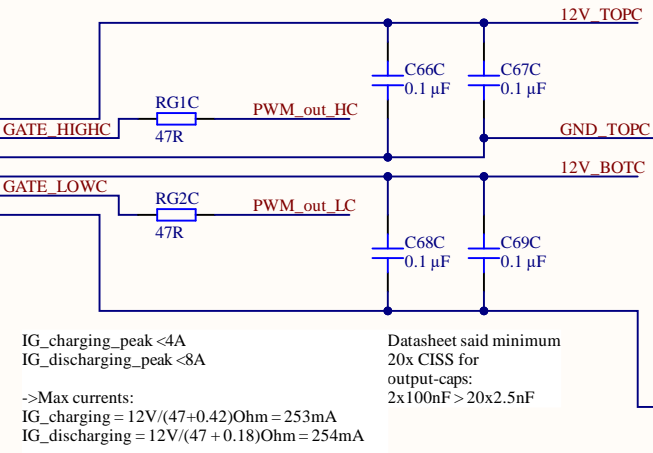 12V_TOPC
C66C
C67C
0.1 µF
0.1 µF
RG1C
PWM_out_HC
GATE_HIGHC
GND_TOPC
47R
12V_BOTC
GATE_LOWC
RG2C
PWM_out_LC
47R
C68C
C69C
0.1 µF
0.1 µF
IG_charging_peak <4A
IG_discharging_peak <8A
->Max currents:
IG_charging = 12V/(47+0.42)Ohm = 253mA
IG_discharging = 12V/(47 + 0.18)Ohm = 254mA
Datasheet said minimum
20x CISS for
output-caps:
2x100nF > 20x2.5nF